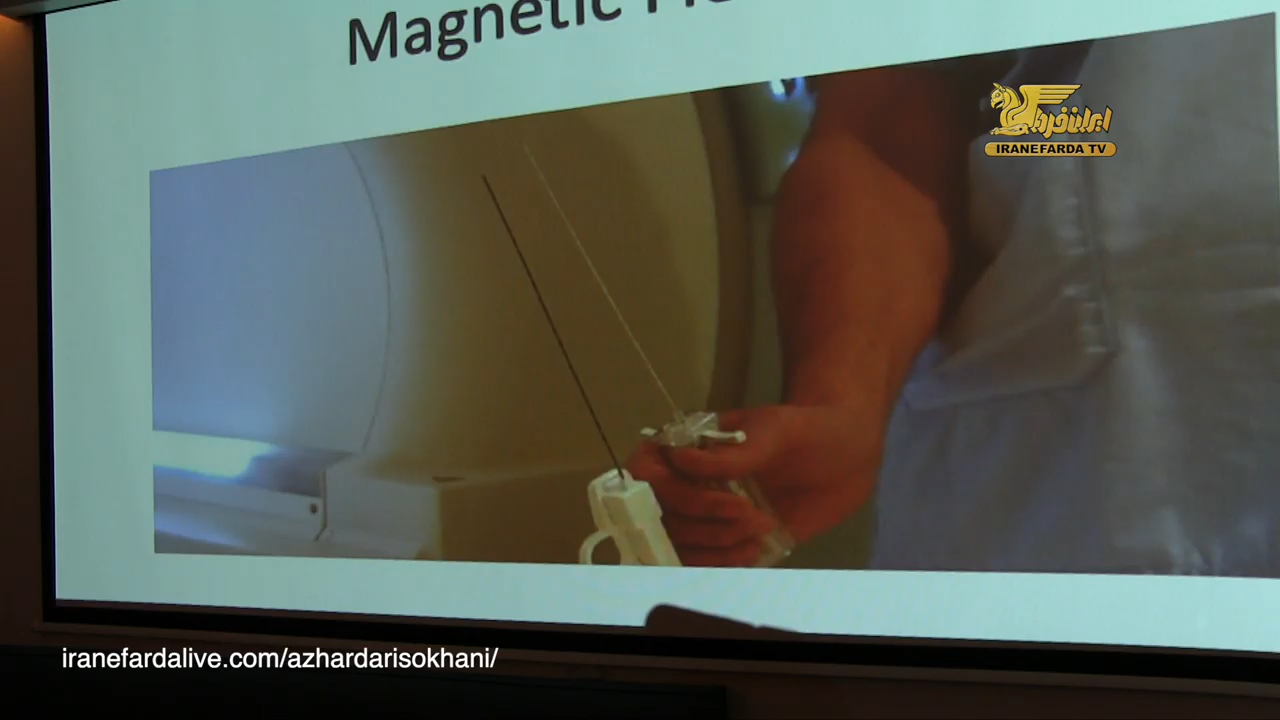 Magnetic
ایران فردا
IRANEFARDA TV
iranefardalive.com/azhardarisokhani/